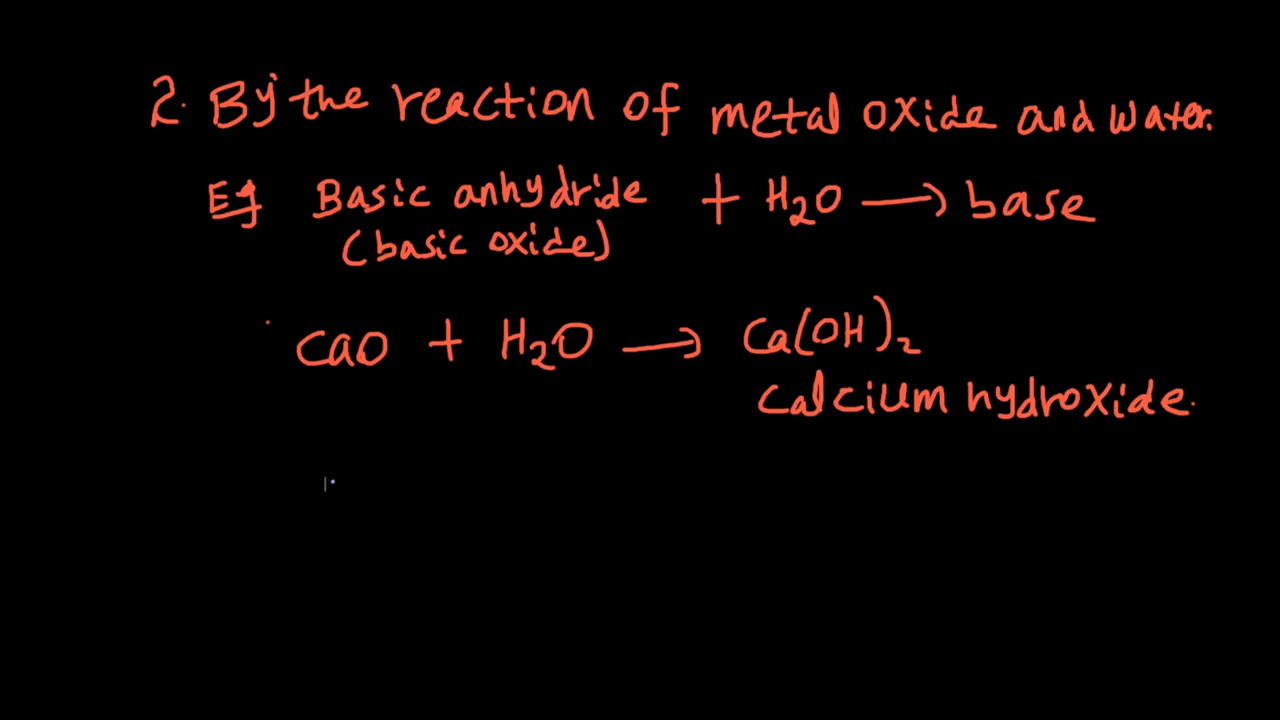 2. By the reaction of metal oxide and water.
Eg Basic anhydride + H₂O → base
(basic oxide)
CaO + H₂O → Ca(OH)₂
Calcium hydroxide.